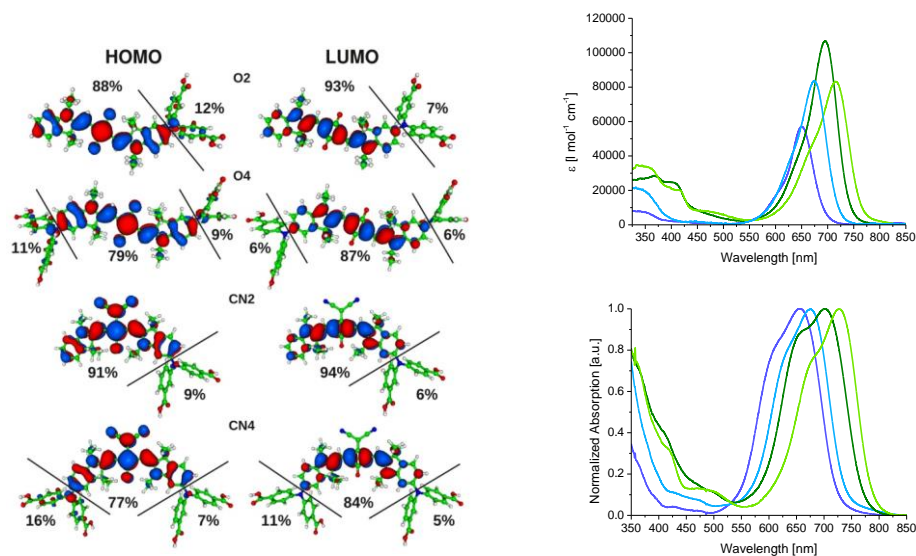 HOMO LUMO
O2
88% 93%
12% 7%
O4
11% 9% 6% 6%
79% 87%
CN2
91% 94%
9% 6%
CN4
16% 77% 7% 11% 84% 5%
120000
100000
80000
60000
40000
20000
0
ε [l mol⁻¹ cm⁻¹]
350 400 450 500 550 600 650 700 750 800 850
Wavelength [nm]
1.0
0.8
0.6
0.4
0.2
0.0
Normalized Absorption [a.u.]
350 400 450 500 550 600 650 700 750 800 850
Wavelength [nm]